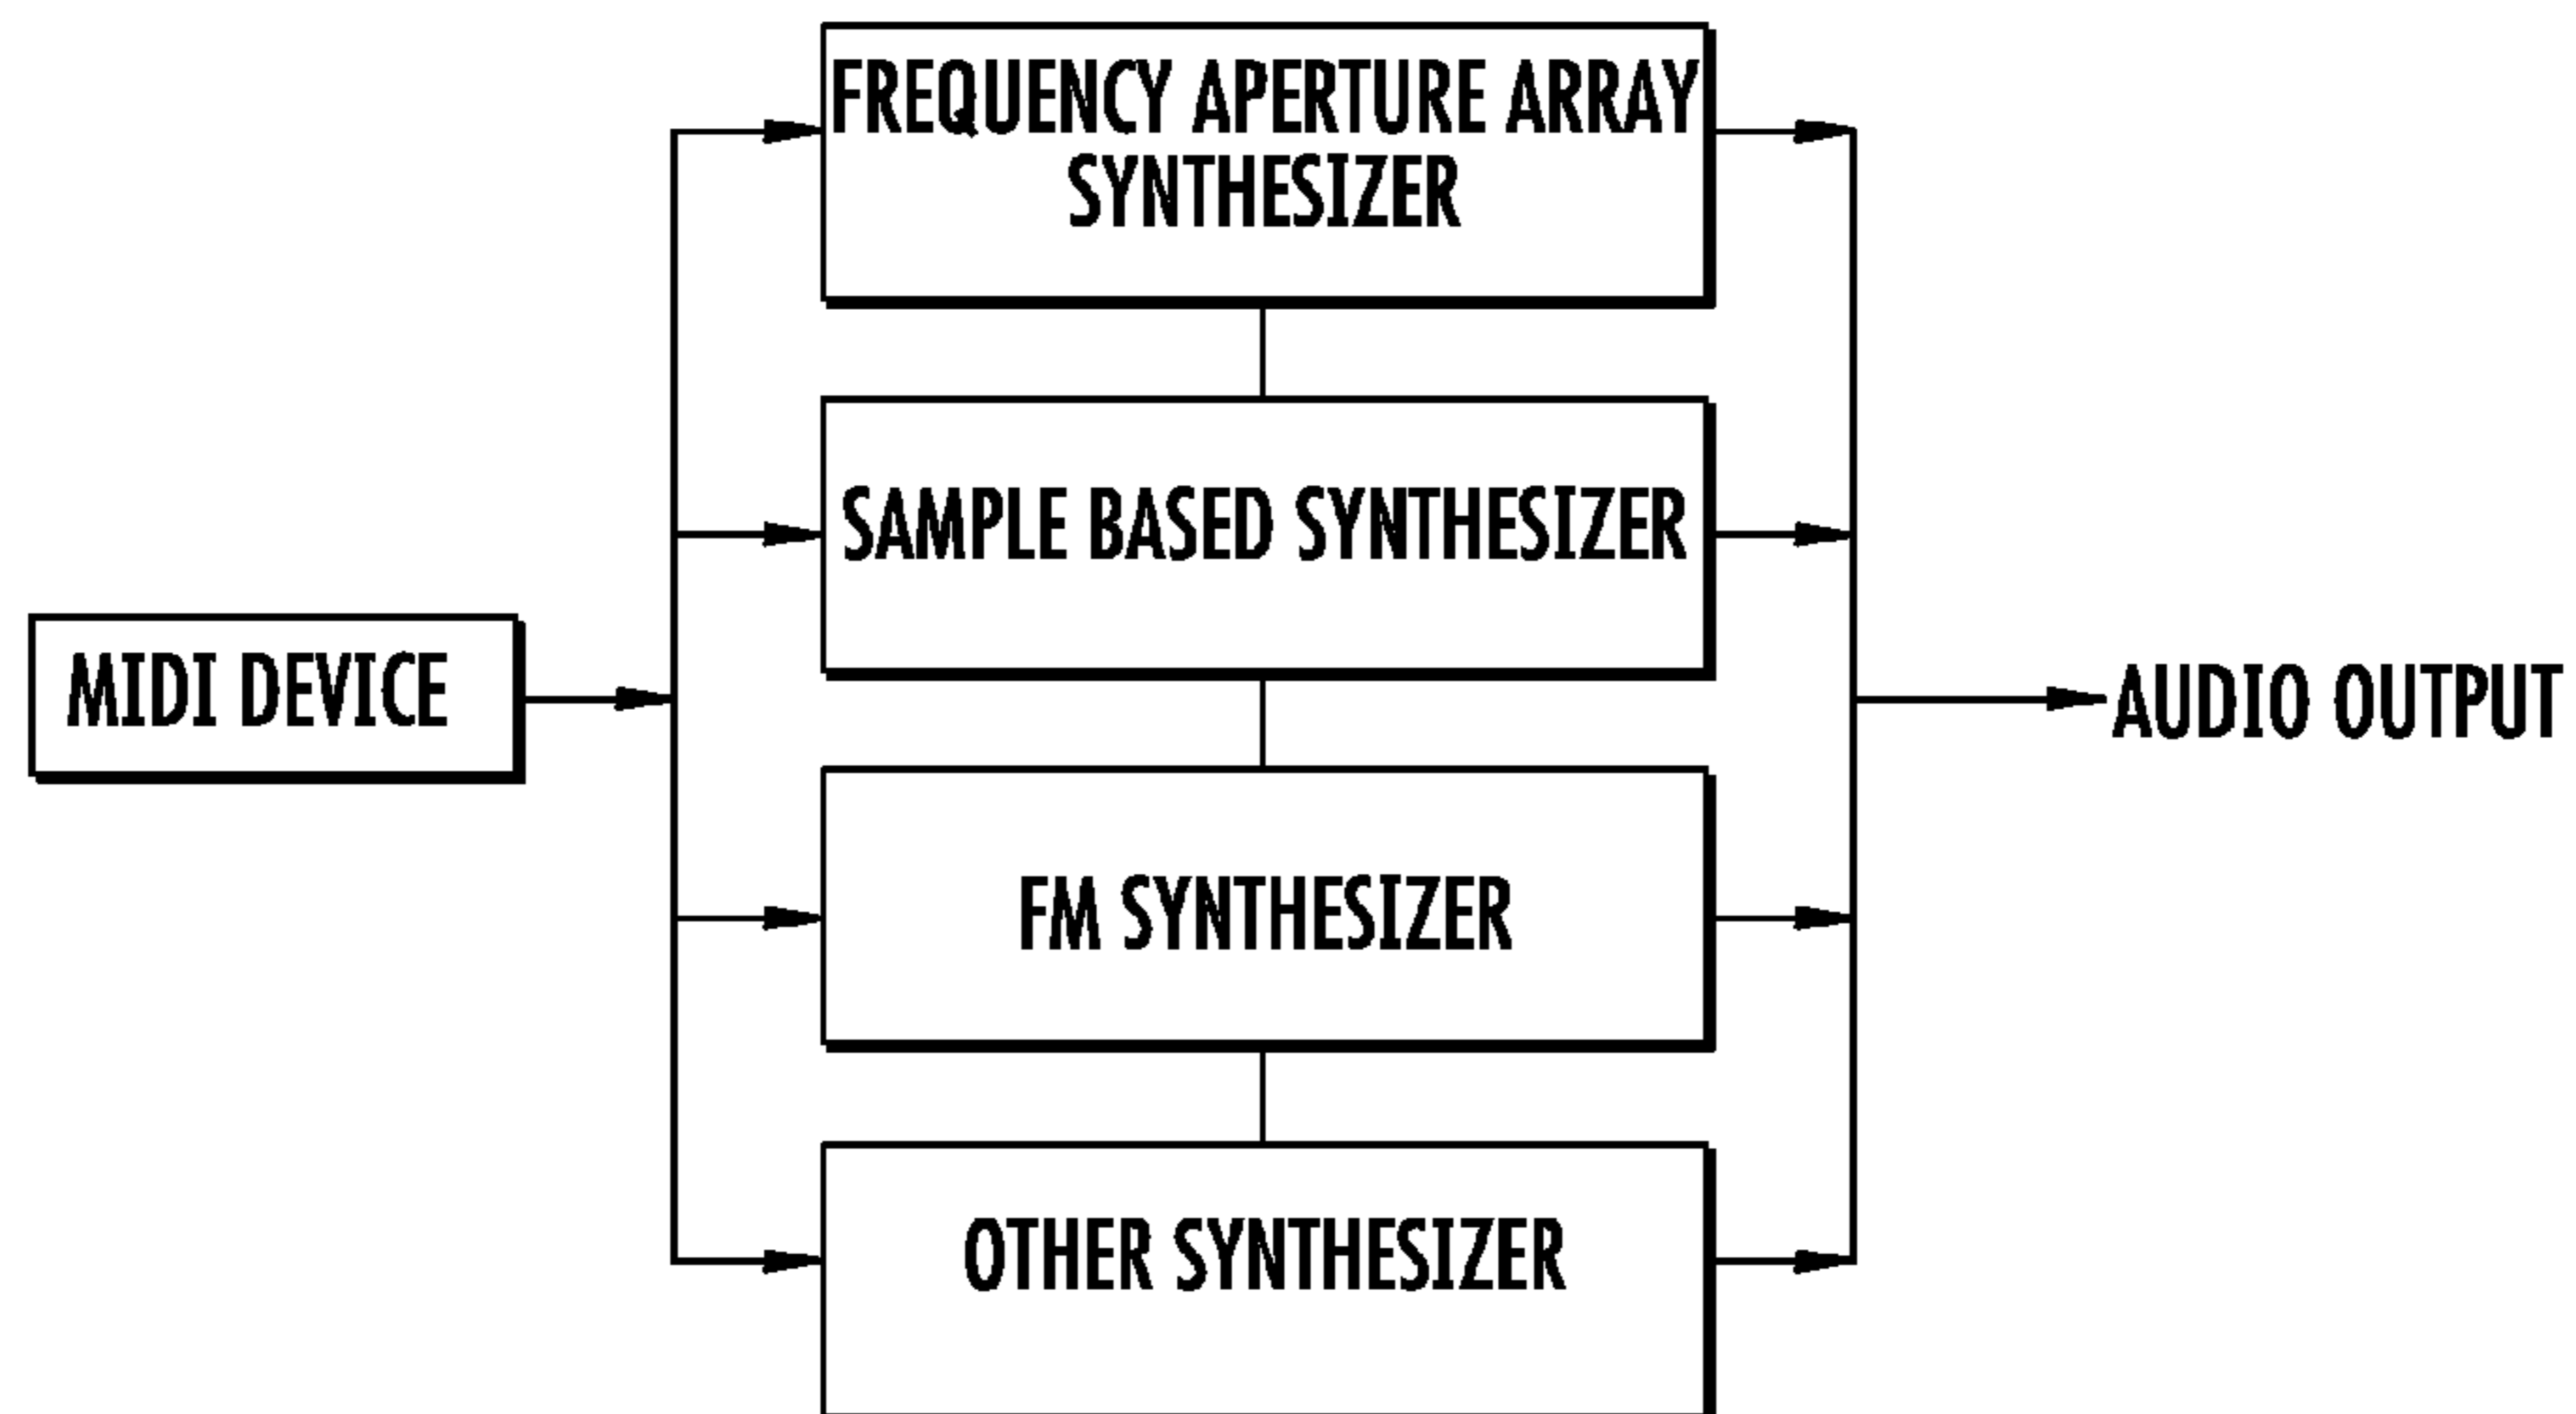 FREQUENCY APERTURE ARRAY
SYNTHESIZER
SAMPLE BASED SYNTHESIZER
MIDI DEVICE
AUDIO OUTPUT
FM SYNTHESIZER
OTHER SYNTHESIZER